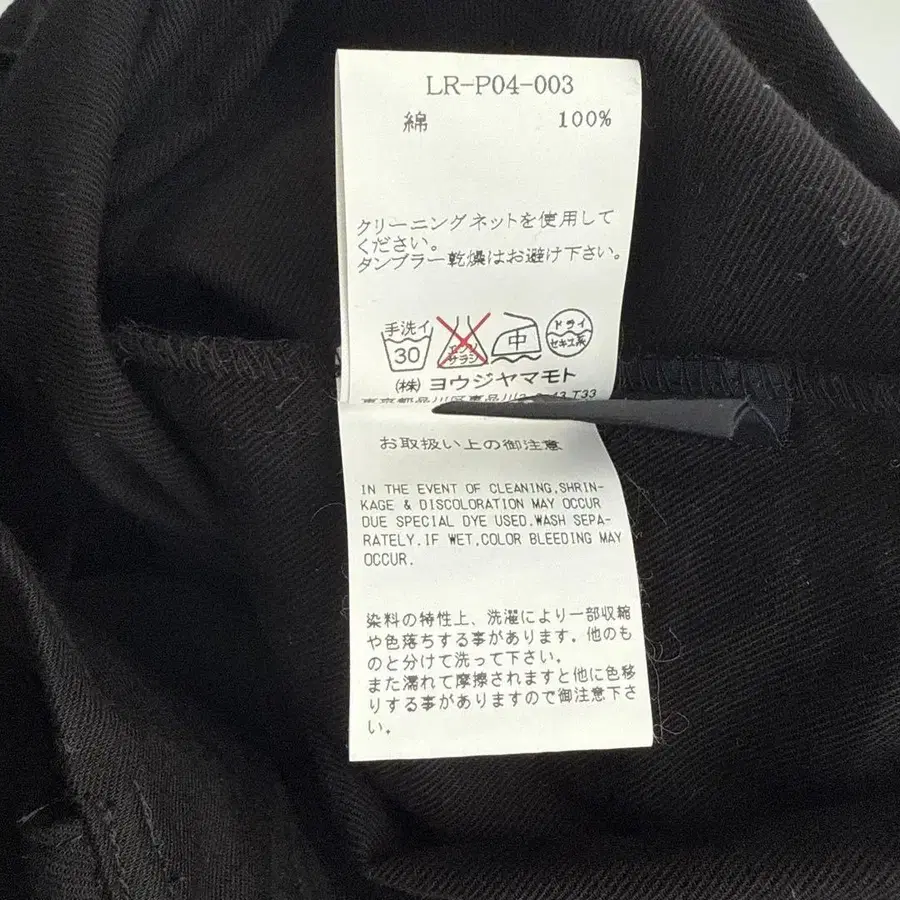 LR-P04-003
綿 100%
クリーニングネットを使用して
ください。
タンブラー乾燥はお避け下さい。
手洗イ 30
エンソ サラシ
中
ドライ セキユ系
(株) ヨウジヤマモト
お取扱い上の御注意
IN THE EVENT OF CLEANING,SHRIN-
KAGE & DISCOLORATION MAY OCCUR
DUE SPECIAL DYE USED.WASH SEPA-
RATELY.IF WET,COLOR BLEEDING MAY
OCCUR.
染料の特性上、洗濯により一部収縮
や色落ちする事があります。他のも
のと分けて洗って下さい。
また濡れて摩擦されますと他に色移
りする事がありますので御注意下さ
い。